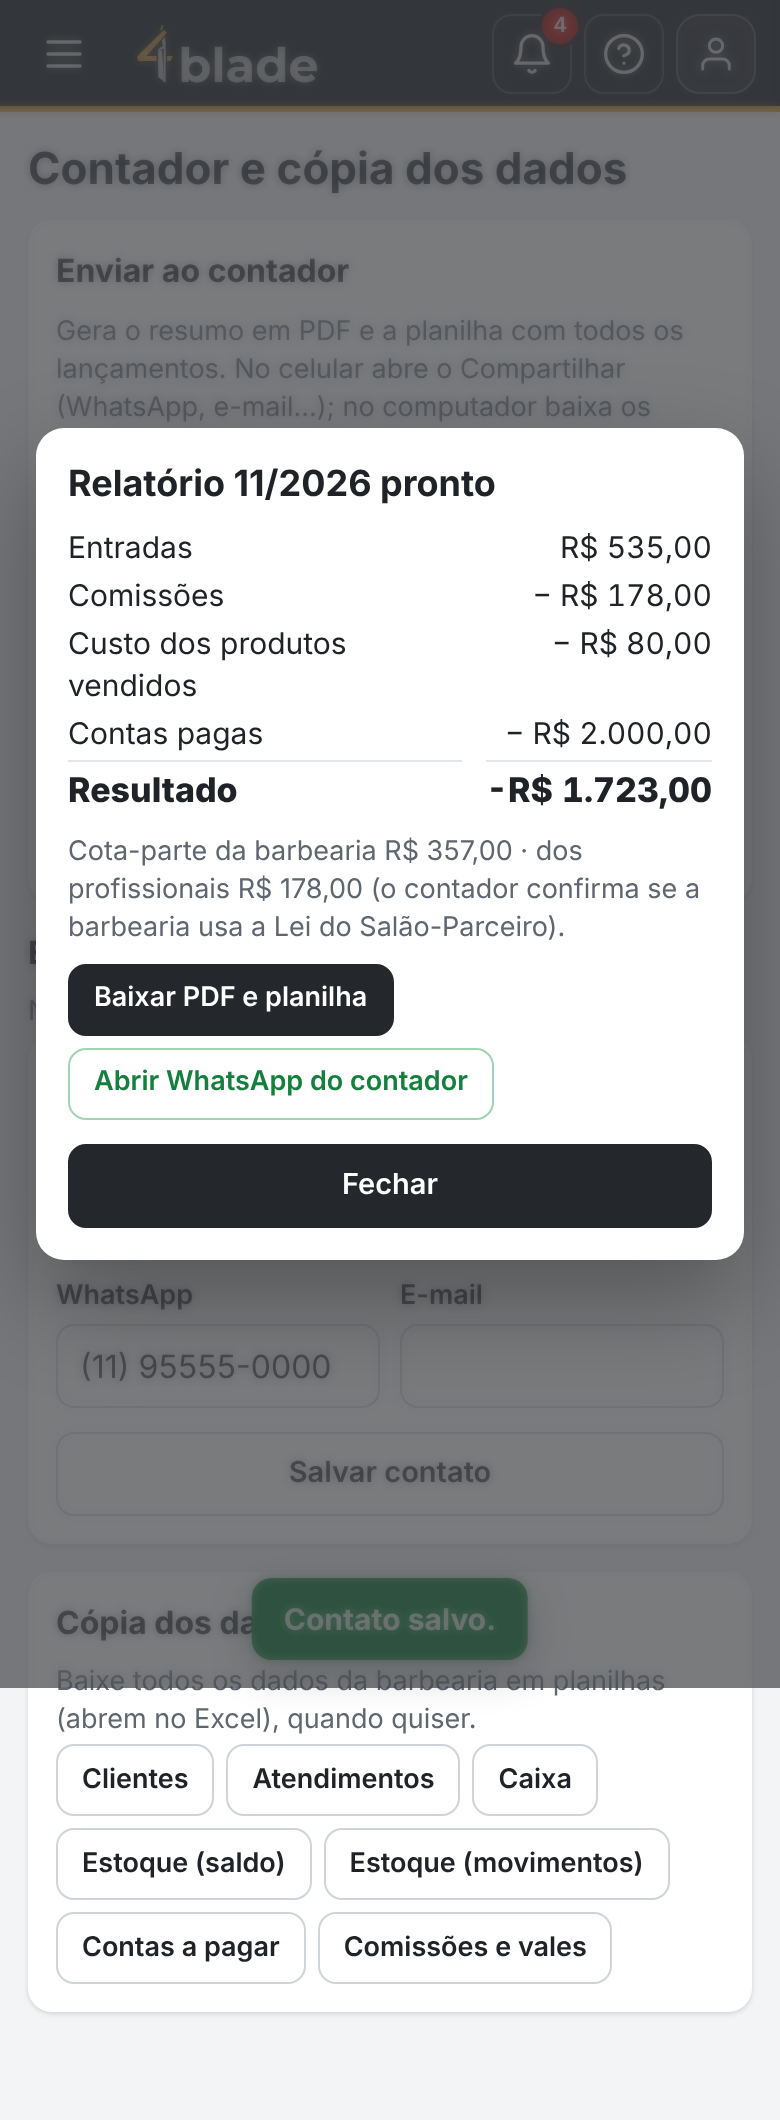 4blade
4
Contador e cópia dos dados
Enviar ao contador
Gera o resumo em PDF e a planilha com todos os
lançamentos. No celular abre o Compartilhar
(WhatsApp, e-mail...); no computador baixa os
Relatório 11/2026 pronto
Entradas R$ 535,00
Comissões − R$ 178,00
Custo dos produtos − R$ 80,00
vendidos
Contas pagas − R$ 2.000,00
Resultado -R$ 1.723,00
Cota-parte da barbearia R$ 357,00 · dos
profissionais R$ 178,00 (o contador confirma se a
barbearia usa a Lei do Salão-Parceiro).
Baixar PDF e planilha
Abrir WhatsApp do contador
Fechar
WhatsApp E-mail
(11) 95555-0000
Salvar contato
Cópia dos da
Contato salvo.
Baixe todos os dados da barbearia em planilhas
(abrem no Excel), quando quiser.
Clientes Atendimentos Caixa
Estoque (saldo) Estoque (movimentos)
Contas a pagar Comissões e vales